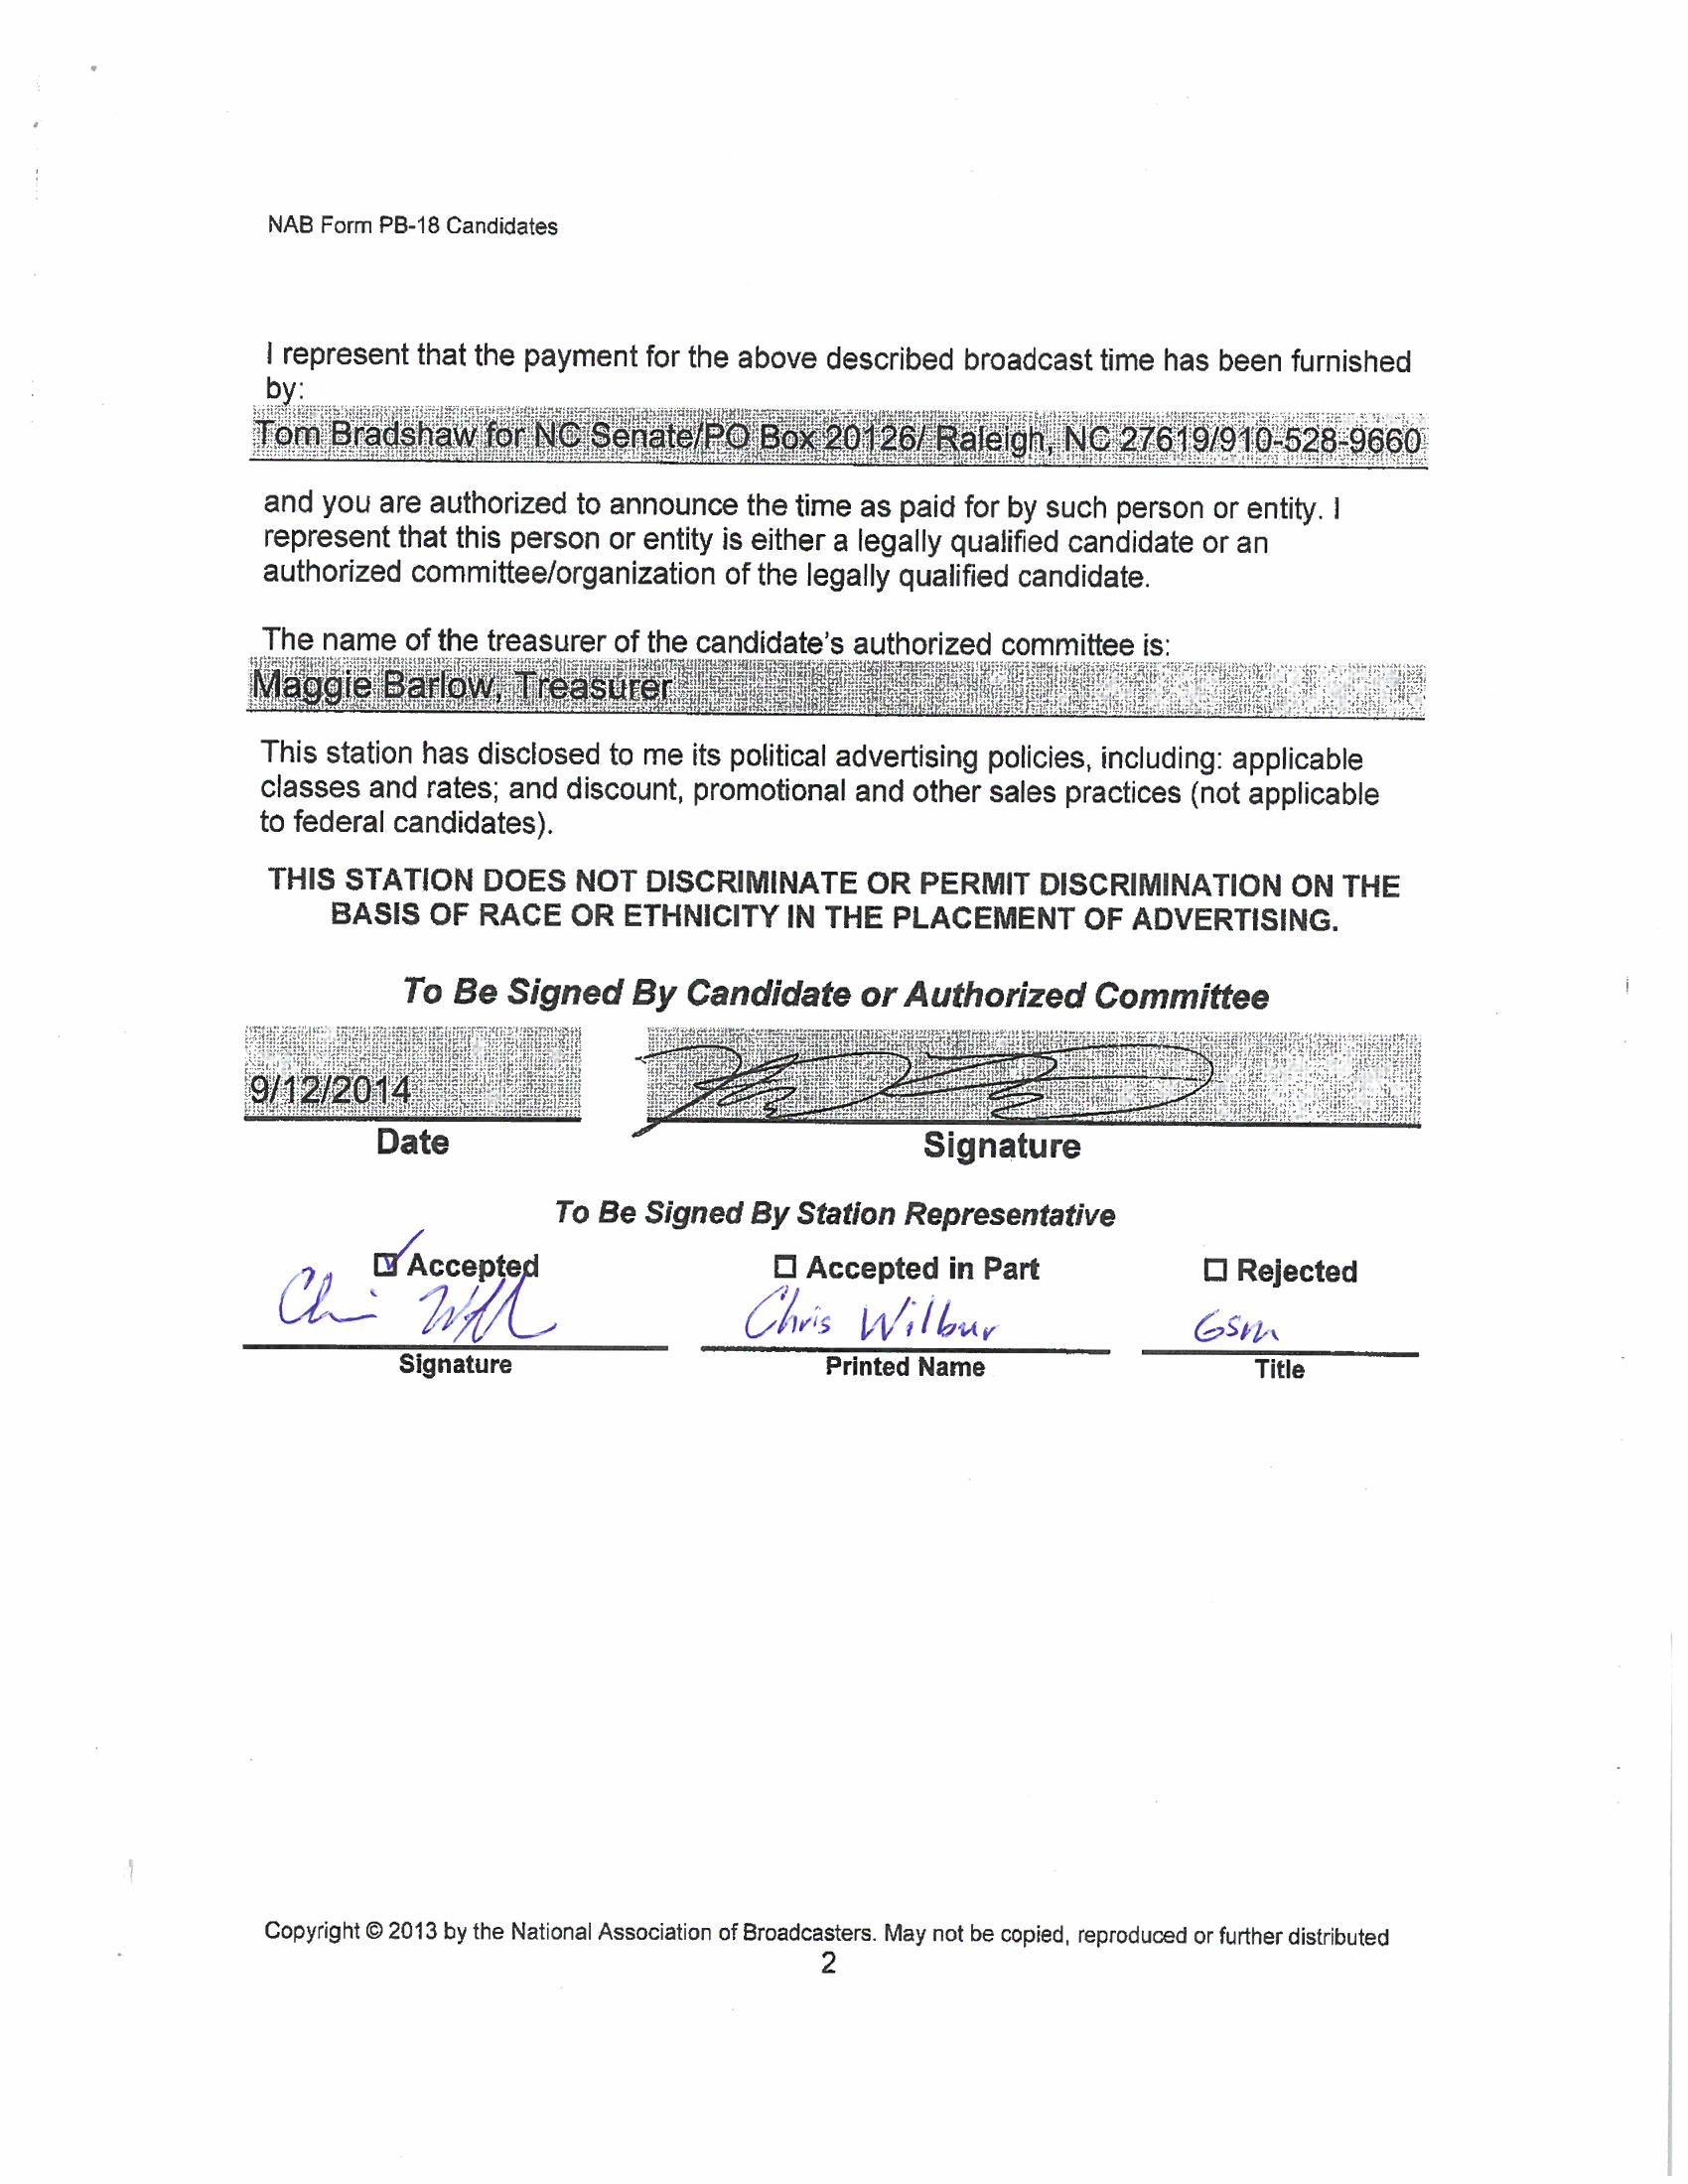 NAB Form PB-18 Candidates
I represent that the payment for the above described broadcast time has been furnished
by:
Tom Bradshaw for NC Senate/PO Box 20126/ Raleigh, NC 27619/910-528-9660
and you are authorized to announce the time as paid for by such person or entity. I
represent that this person or entity is either a legally qualified candidate or an
authorized committee/organization of the legally qualified candidate.
The name of the treasurer of the candidate's authorized committee is:
Maggie Barlow, Treasurer
This station has disclosed to me its political advertising policies, including: applicable
classes and rates; and discount, promotional and other sales practices (not applicable
to federal candidates).
THIS STATION DOES NOT DISCRIMINATE OR PERMIT DISCRIMINATION ON THE
BASIS OF RACE OR ETHNICITY IN THE PLACEMENT OF ADVERTISING.
To Be Signed By Candidate or Authorized Committee
9/12/2014
Date Signature
To Be Signed By Station Representative
☑ Accepted ☐ Accepted in Part ☐ Rejected
Chris Wilbur GSM
Signature Printed Name Title
Copyright © 2013 by the National Association of Broadcasters. May not be copied, reproduced or further distributed
2